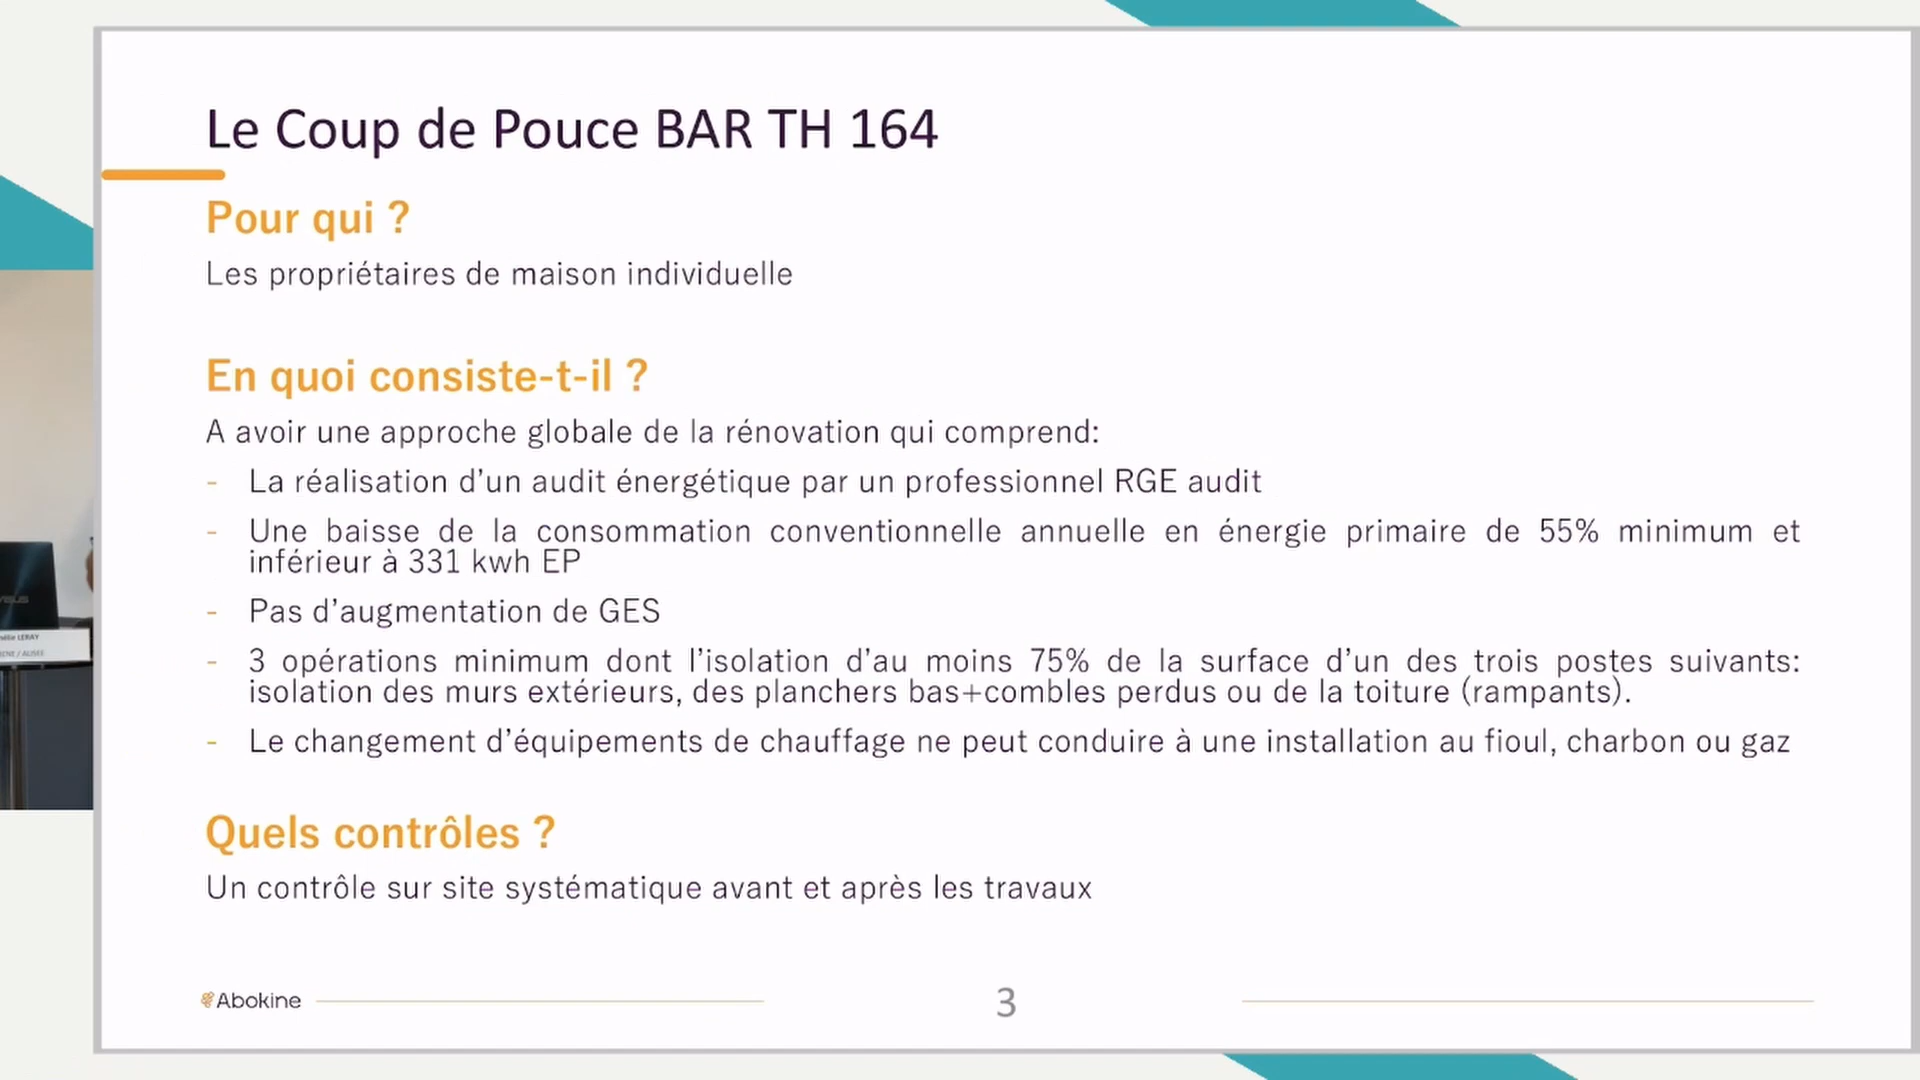 Le Coup de Pouce BAR TH 164
Pour qui ?
Les propriétaires de maison individuelle
En quoi consiste-t-il ?
A avoir une approche globale de la rénovation qui comprend:
- La réalisation d’un audit énergétique par un professionnel RGE audit
- Une baisse de la consommation conventionnelle annuelle en énergie primaire de 55% minimum et
inférieur à 331 kwh EP
- Pas d’augmentation de GES
- 3 opérations minimum dont l’isolation d’au moins 75% de la surface d’un des trois postes suivants:
isolation des murs extérieurs, des planchers bas+combles perdus ou de la toiture (rampants).
- Le changement d’équipements de chauffage ne peut conduire à une installation au fioul, charbon ou gaz
Quels contrôles ?
Un contrôle sur site systématique avant et après les travaux
Abokine
3
LERAY